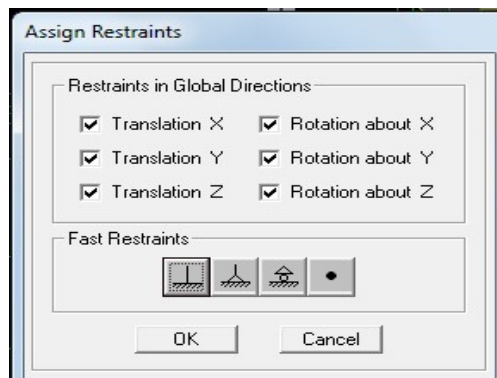 Assign Restraints
Restraints in Global Directions
Translation X Rotation about X
Translation Y Rotation about Y
Translation Z Rotation about Z
Fast Restraints
OK Cancel